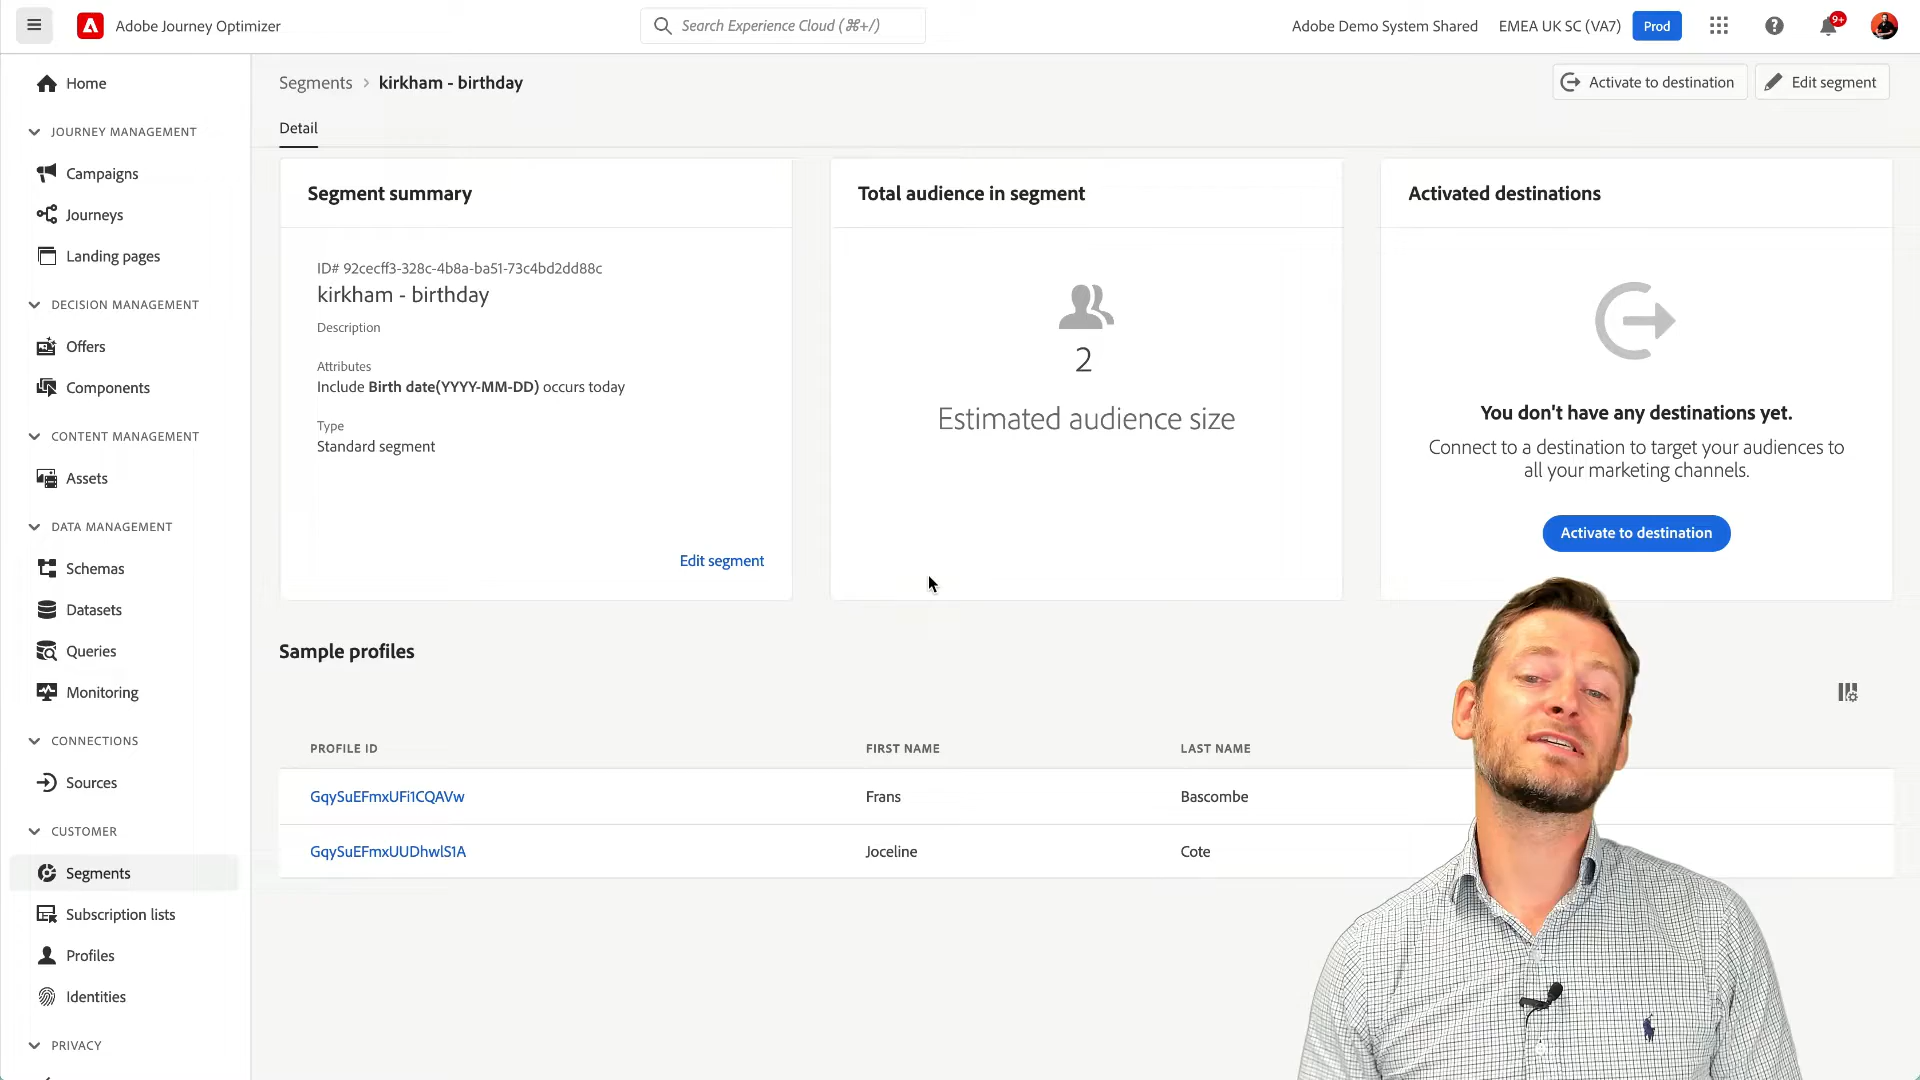 Adobe Journey Optimizer
Search Experience Cloud (⌘+/)
Adobe Demo System Shared
EMEA UK SC (VA7)
Prod
9+
Home
JOURNEY MANAGEMENT
Campaigns
Journeys
Landing pages
DECISION MANAGEMENT
Offers
Components
CONTENT MANAGEMENT
Assets
DATA MANAGEMENT
Schemas
Datasets
Queries
Monitoring
CONNECTIONS
Sources
CUSTOMER
Segments
Subscription lists
Profiles
Identities
PRIVACY
Segments > kirkham - birthday
Activate to destination
Edit segment
Detail
Segment summary
ID# 92cecff3-328c-4b8a-ba51-73c4bd2dd88c
kirkham - birthday
Description
Attributes
Include Birth date(YYYY-MM-DD) occurs today
Type
Standard segment
Edit segment
Total audience in segment
2
Estimated audience size
Activated destinations
You don't have any destinations yet.
Connect to a destination to target your audiences to
all your marketing channels.
Activate to destination
Sample profiles
PROFILE ID FIRST NAME LAST NAME
GqySuEFmxUFi1CQAVw Frans Bascombe
GqySuEFmxUUDhwlS1A Joceline Cote